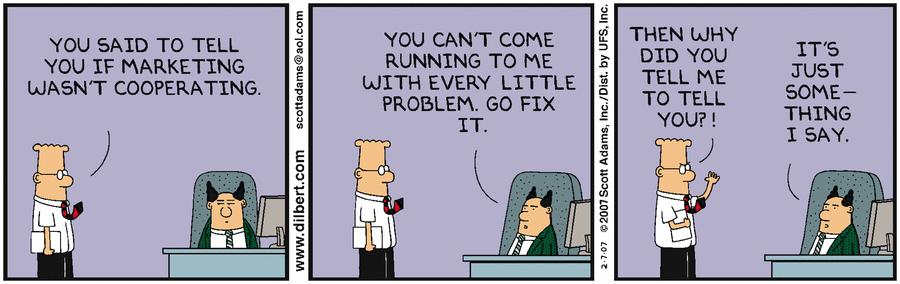 YOU SAID TO TELL
YOU IF MARKETING
WASN'T COOPERATING.
www.dilbert.com
scottadams@aol.com
YOU CAN'T COME
RUNNING TO ME
WITH EVERY LITTLE
PROBLEM. GO FIX
IT.
2-7-07 ©2007 Scott Adams, Inc./Dist. by UFS, Inc.
THEN WHY
DID YOU
TELL ME
TO TELL
YOU?!
IT'S
JUST
SOME—
THING
I SAY.